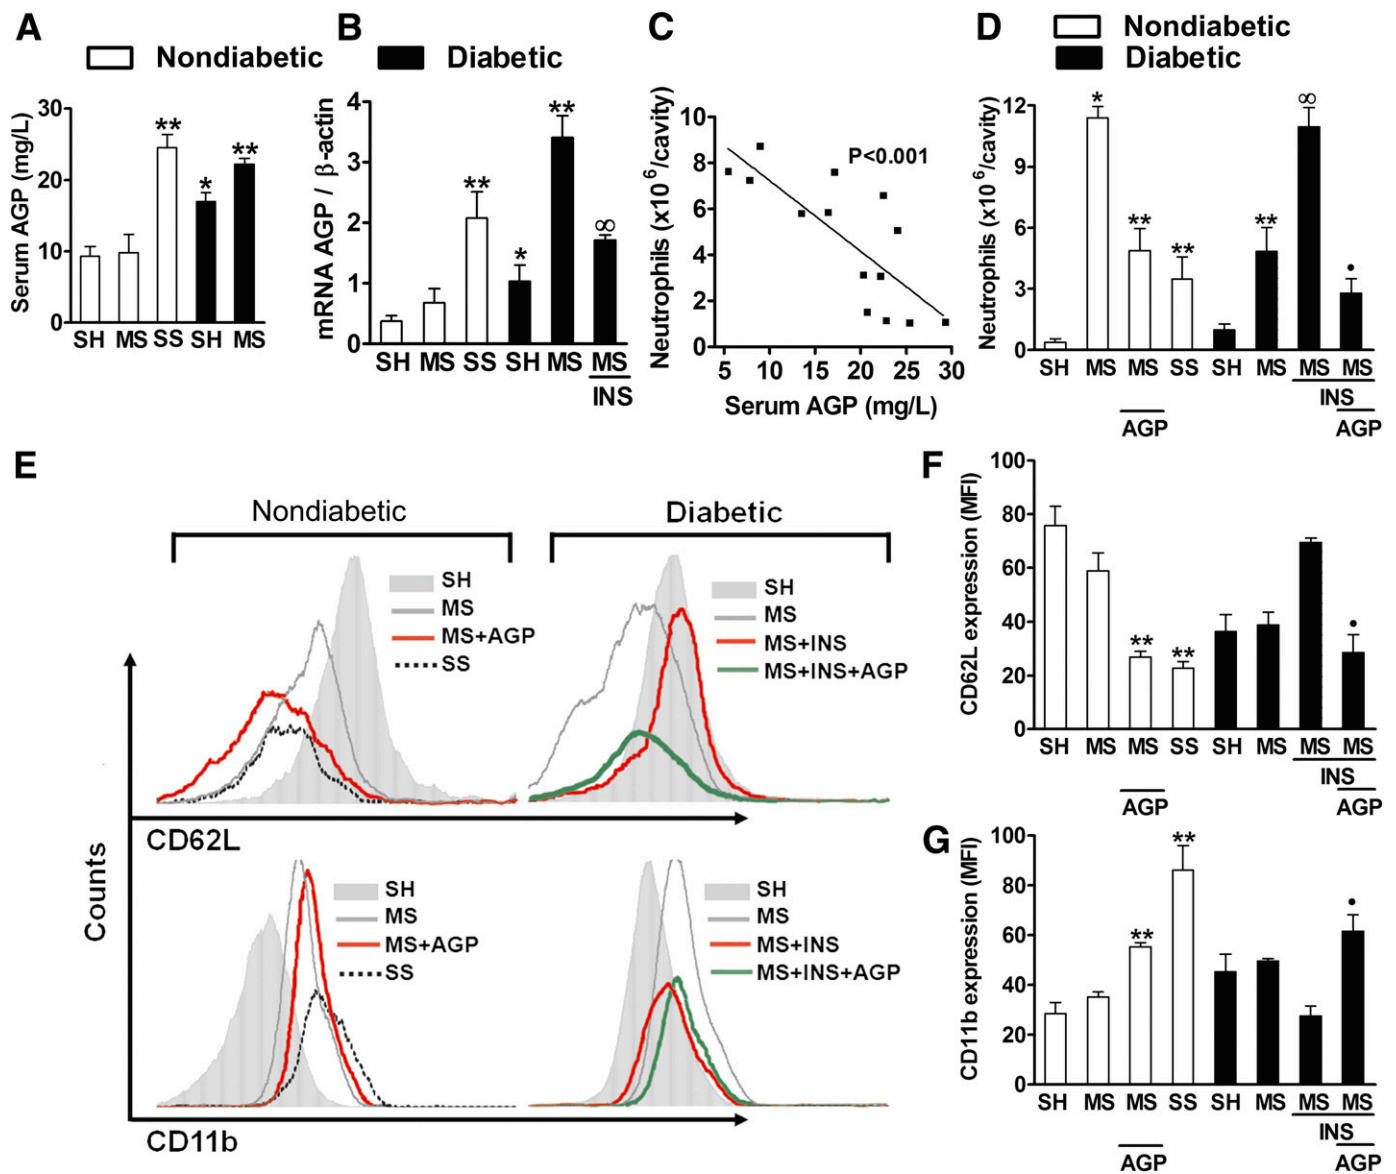 A
Nondiabetic
Serum AGP (mg/L)
30
20
10
0
** * **
SH MS SS SH MS
B
Diabetic
mRNA AGP / β-actin
4
3
2
1
0
** * ** ∞
SH MS SS SH MS MS
INS
C
Neutrophils (x10⁶/cavity)
10
8
6
4
2
0
P<0.001
5 10 15 20 25 30
Serum AGP (mg/L)
D
Nondiabetic
Diabetic
Neutrophils (x10⁶/cavity)
12
9
6
3
0
* ** ** ** ∞ •
SH MS MS SS SH MS MS MS
INS
AGP AGP
E
Nondiabetic
SH
MS
MS+AGP
SS
Diabetic
SH
MS
MS+INS
MS+INS+AGP
Counts
CD62L
SH
MS
MS+AGP
SS
SH
MS
MS+INS
MS+INS+AGP
CD11b
F
CD62L expression (MFI)
100
80
60
40
20
0
** ** •
SH MS MS SS SH MS MS MS
INS
AGP AGP
G
CD11b expression (MFI)
100
80
60
40
20
0
** ** •
SH MS MS SS SH MS MS MS
INS
AGP AGP